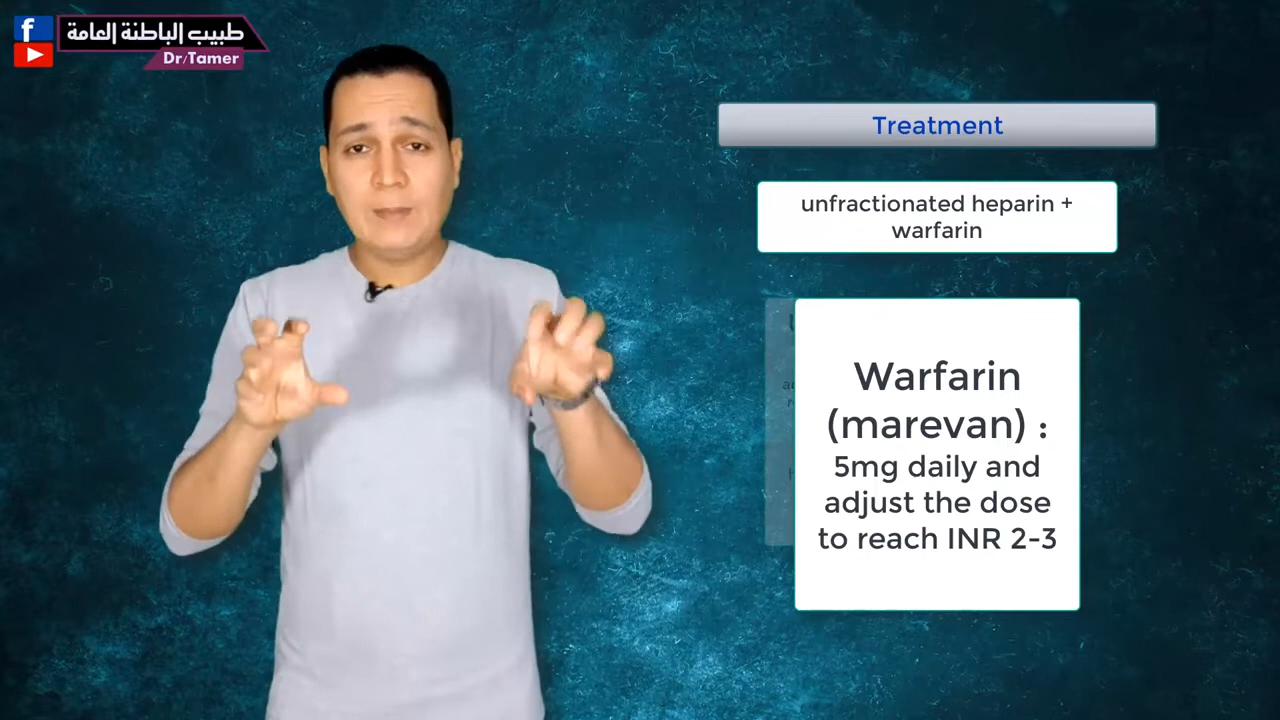 f
طبيب الباطنة العامة
Dr/Tamer
Treatment
unfractionated heparin +
warfarin
Warfarin
(marevan) :
5mg daily and
adjust the dose
to reach INR 2-3